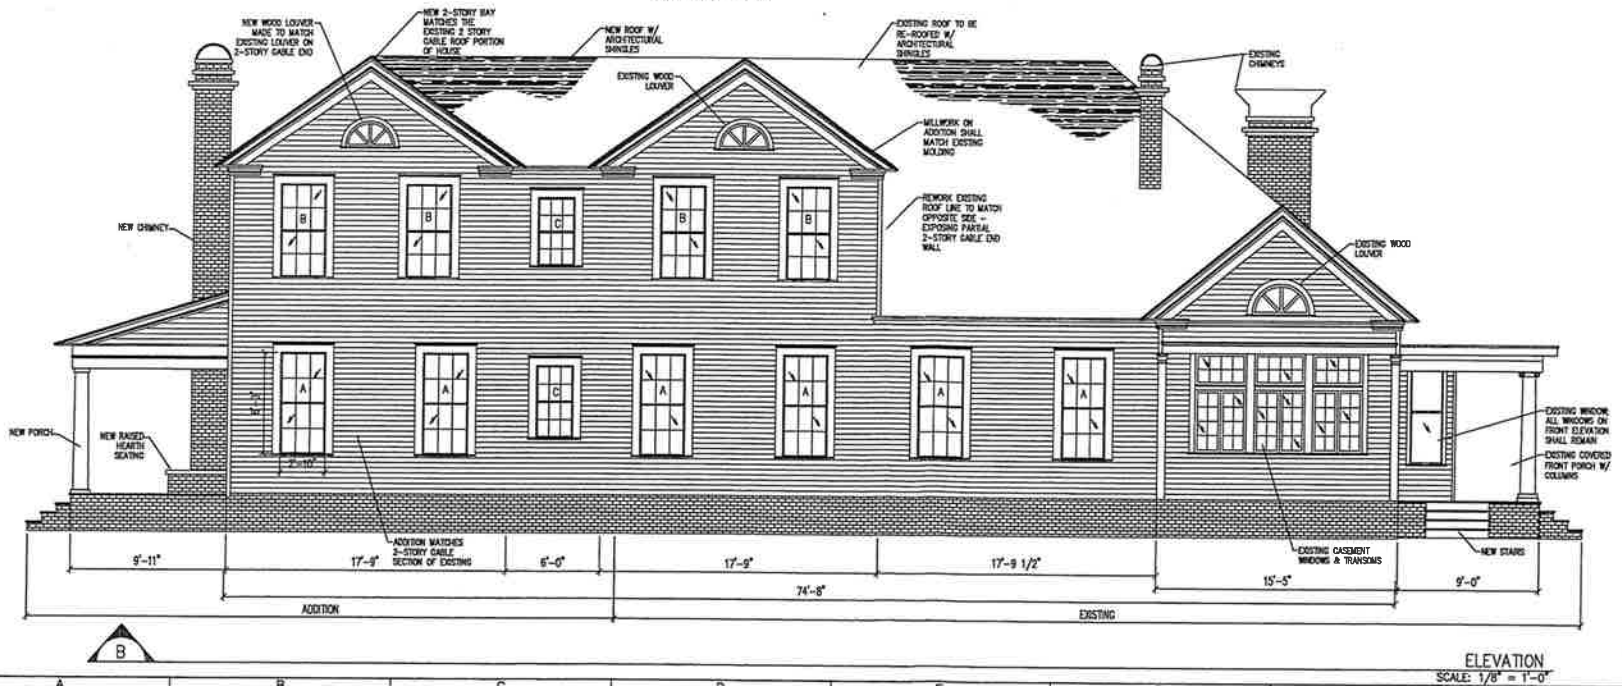 NEW WOOD LOUVER
MADE TO MATCH
EXISTING LOUVER ON
2-STORY GABLE END
NEW 2-STORY BAY
MATCHES THE
EXISTING 2 STORY
GABLE ROOF PORTION
OF HOUSE
NEW ROOF W/
ARCHITECTURAL
SHINGLES
EXISTING ROOF TO BE
RE-ROOFED W/
ARCHITECTURAL
SHINGLES
EXISTING
CHIMNEYS
EXISTING WOOD
LOUVER
MILLWORK ON
ADDITION SHALL
MATCH EXISTING
MOLDING
REWORK EXISTING
ROOF LINE TO MATCH
OPPOSITE SIDE -
EXPOSING PARTIAL
2-STORY GABLE END
WALL
NEW CHIMNEY
EXISTING WOOD
LOUVER
B
B
C
B
B
A
A
C
A
A
A
A
2'-10"
NEW PORCH
NEW RAISED
HEARTH
SEATING
EXISTING WINDOW;
ALL WINDOWS ON
FRONT ELEVATION
SHALL REMAIN
EXISTING COVERED
FRONT PORCH W/
COLUMNS
ADDITION MATCHES
2-STORY GABLE
SECTION OF EXISTING
EXISTING CASEMENT
WINDOWS & TRANSOMS
NEW STAIRS
9'-11"
17'-9"
6'-0"
17'-9"
17'-9 1/2"
15'-5"
9'-0"
74'-8"
ADDITION
EXISTING
B
ELEVATION
SCALE: 1/8" = 1'-0"